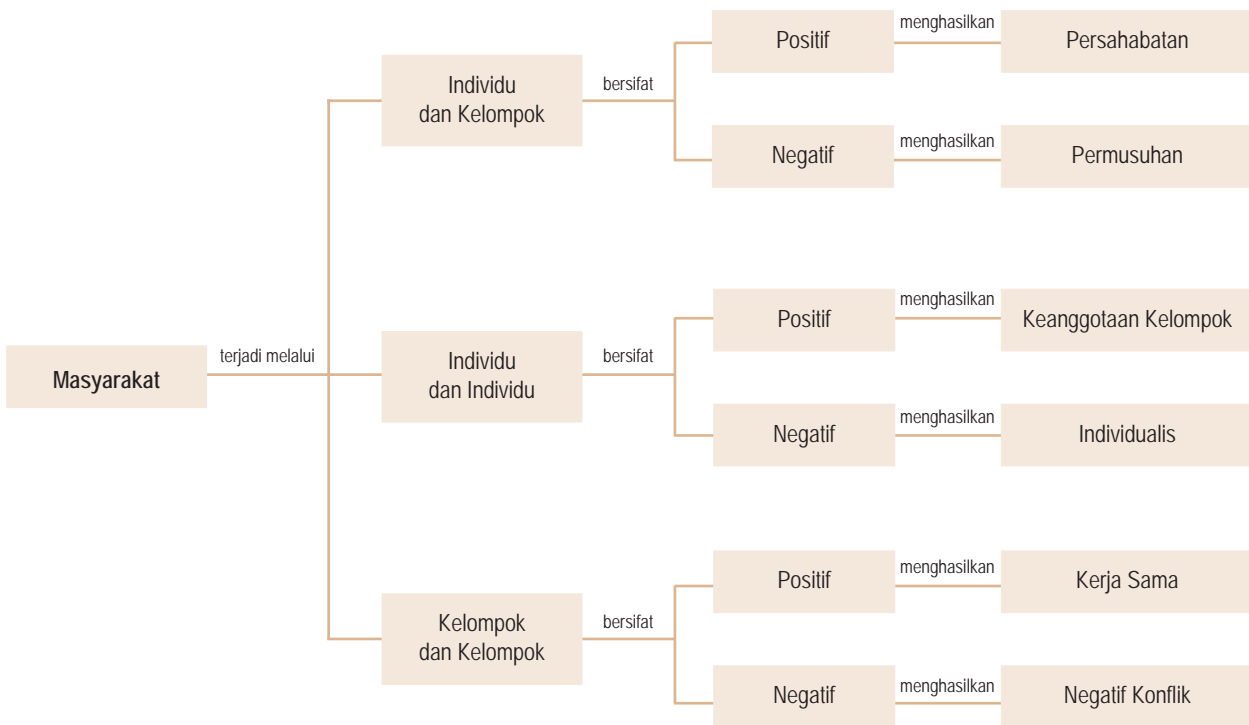 Masyarakat
terjadi melalui
Individu
dan Kelompok
bersifat
Positif
menghasilkan
Persahabatan
Negatif
menghasilkan
Permusuhan
Individu
dan Individu
bersifat
Positif
menghasilkan
Keanggotaan Kelompok
Negatif
menghasilkan
Individualis
Kelompok
dan Kelompok
bersifat
Positif
menghasilkan
Kerja Sama
Negatif
menghasilkan
Negatif Konflik